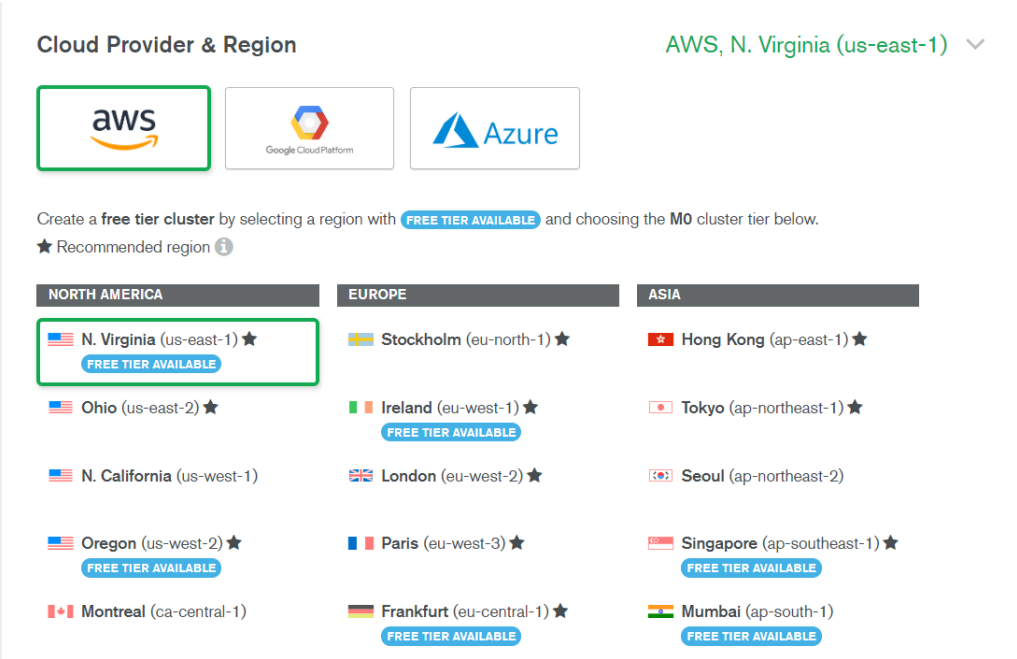 Cloud Provider & Region
AWS, N. Virginia (us-east-1)
aws
Google Cloud Platform
Azure
Create a free tier cluster by selecting a region with FREE TIER AVAILABLE and choosing the M0 cluster tier below.
★ Recommended region i
NORTH AMERICA
N. Virginia (us-east-1) ★
FREE TIER AVAILABLE
Ohio (us-east-2) ★
N. California (us-west-1)
Oregon (us-west-2) ★
FREE TIER AVAILABLE
Montreal (ca-central-1)
EUROPE
Stockholm (eu-north-1) ★
Ireland (eu-west-1) ★
FREE TIER AVAILABLE
London (eu-west-2) ★
Paris (eu-west-3) ★
Frankfurt (eu-central-1) ★
FREE TIER AVAILABLE
ASIA
Hong Kong (ap-east-1) ★
Tokyo (ap-northeast-1) ★
Seoul (ap-northeast-2)
Singapore (ap-southeast-1) ★
FREE TIER AVAILABLE
Mumbai (ap-south-1)
FREE TIER AVAILABLE